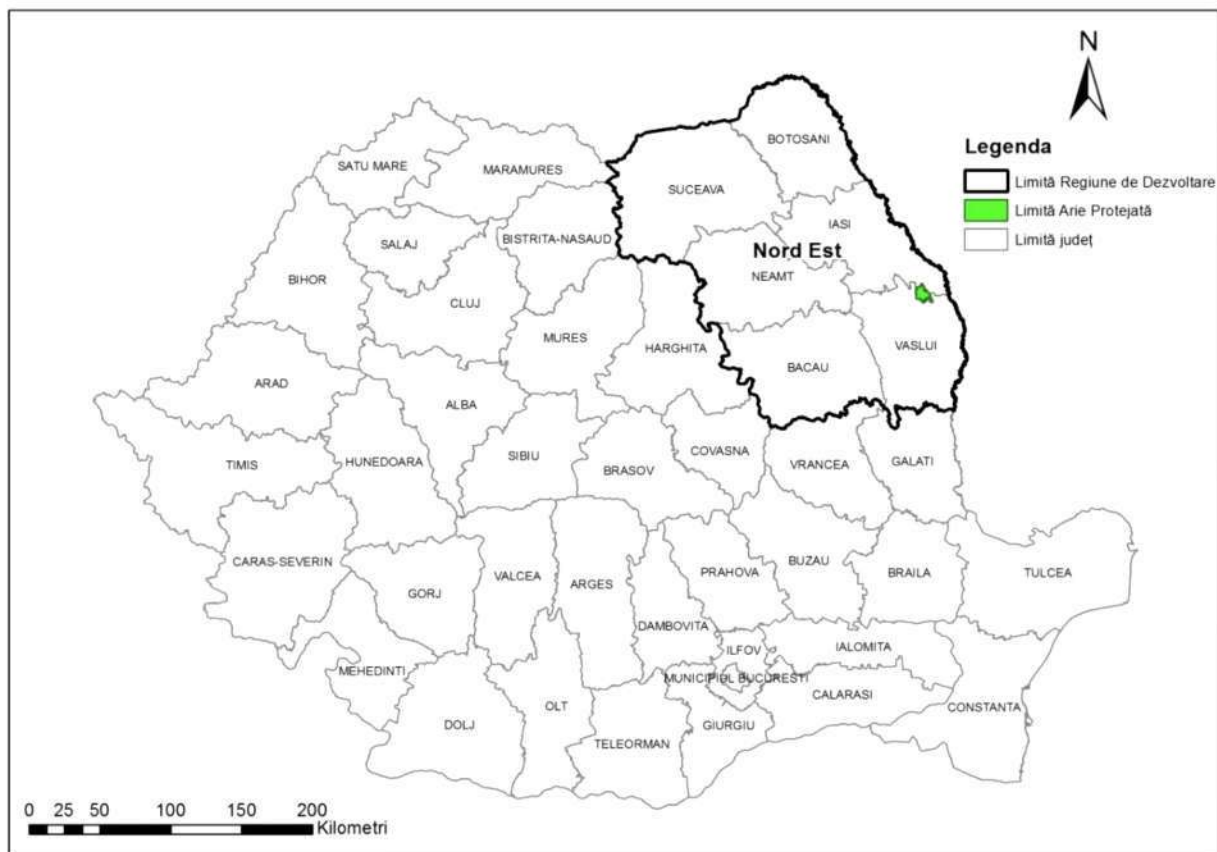 N
BOTOSANI
Legenda
SATU MARE
MARAMURES
SUCEAVA
Limită Regiune de Dezvoltare
Limită Arie Protejată
Limită județ
IASI
SALAJ
BISTRITA-NASAUD
Nord Est
NEAMT
BIHOR
CLUJ
MURES
HARGHITA
VASLUI
BACAU
ARAD
ALBA
COVASNA
SIBIU
BRASOV
VRANCEA
GALATI
TIMIS
HUNEDOARA
CARAS-SEVERIN
GORJ
VALCEA
ARGES
PRAHOVA
BUZAU
BRAILA
TULCEA
DAMBOVITA
ILFOV
IALOMITA
MEHEDINTI
MUNICIPIUL BUCURESTI
CALARASI
CONSTANTA
DOLJ
OLT
TELEORMAN
GIURGIU
0 25 50 100 150 200
Kilometri